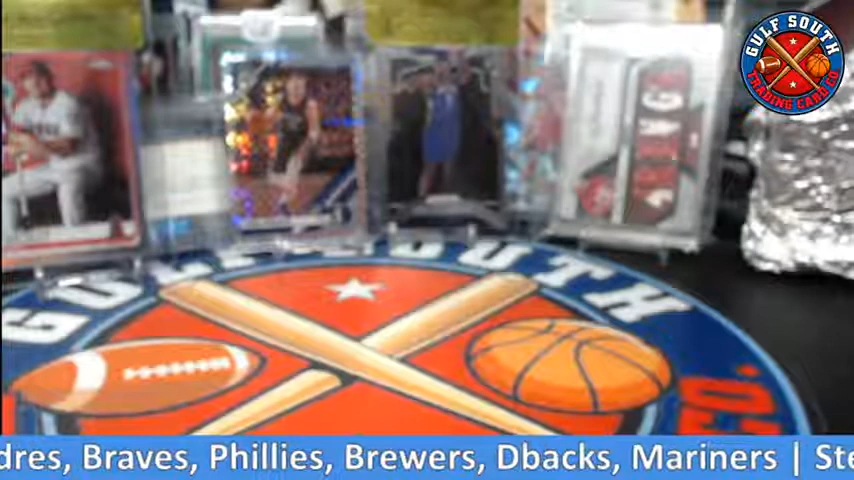 GULF SOUTH
TRADING CARD CO
GULF SOUTH
CO.
dres, Braves, Phillies, Brewers, Dbacks, Mariners | Ste